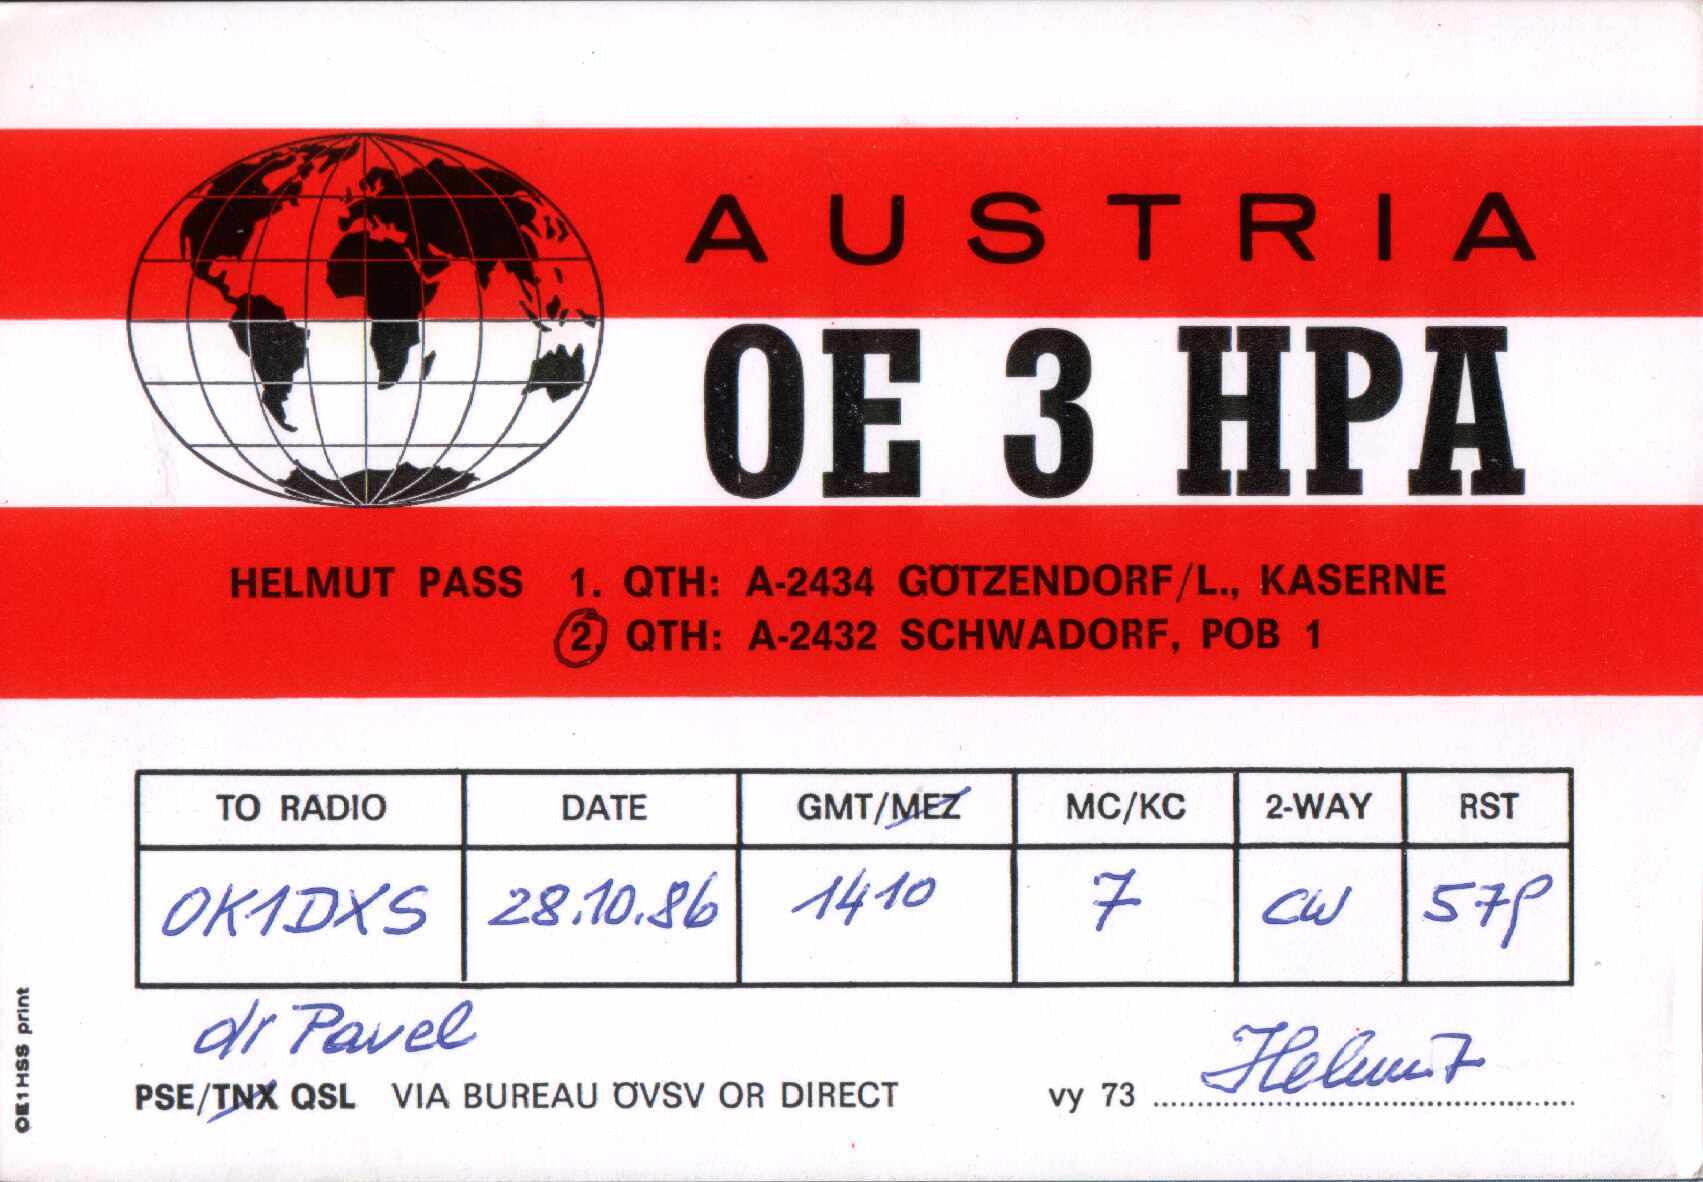 AUSTRIA
OE 3 HPA
HELMUT PASS 1. QTH: A-2434 GÖTZENDORF/L., KASERNE
2. QTH: A-2432 SCHWADORF, POB 1
TO RADIO DATE GMT/MEZ MC/KC 2-WAY RST
OK1DXS 28.10.86 1410 7 CW 579
dr Pavel
PSE/TNX QSL VIA BUREAU ÖVSV OR DIRECT vy 73 Helmut
OE1HSS print